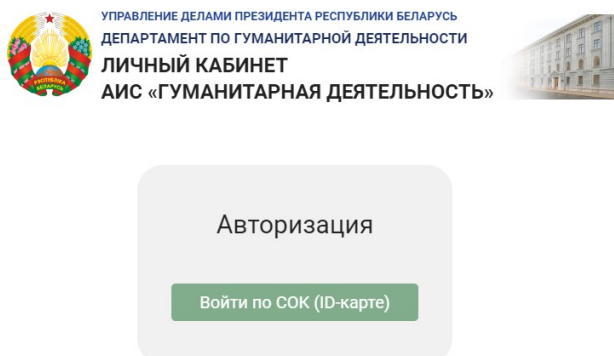 УПРАВЛЕНИЕ ДЕЛАМИ ПРЕЗИДЕНТА РЕСПУБЛИКИ БЕЛАРУСЬ
ДЕПАРТАМЕНТ ПО ГУМАНИТАРНОЙ ДЕЯТЕЛЬНОСТИ
ЛИЧНЫЙ КАБИНЕТ
АИС «ГУМАНИТАРНАЯ ДЕЯТЕЛЬНОСТЬ»
Авторизация
Войти по СОК (ID-карте)